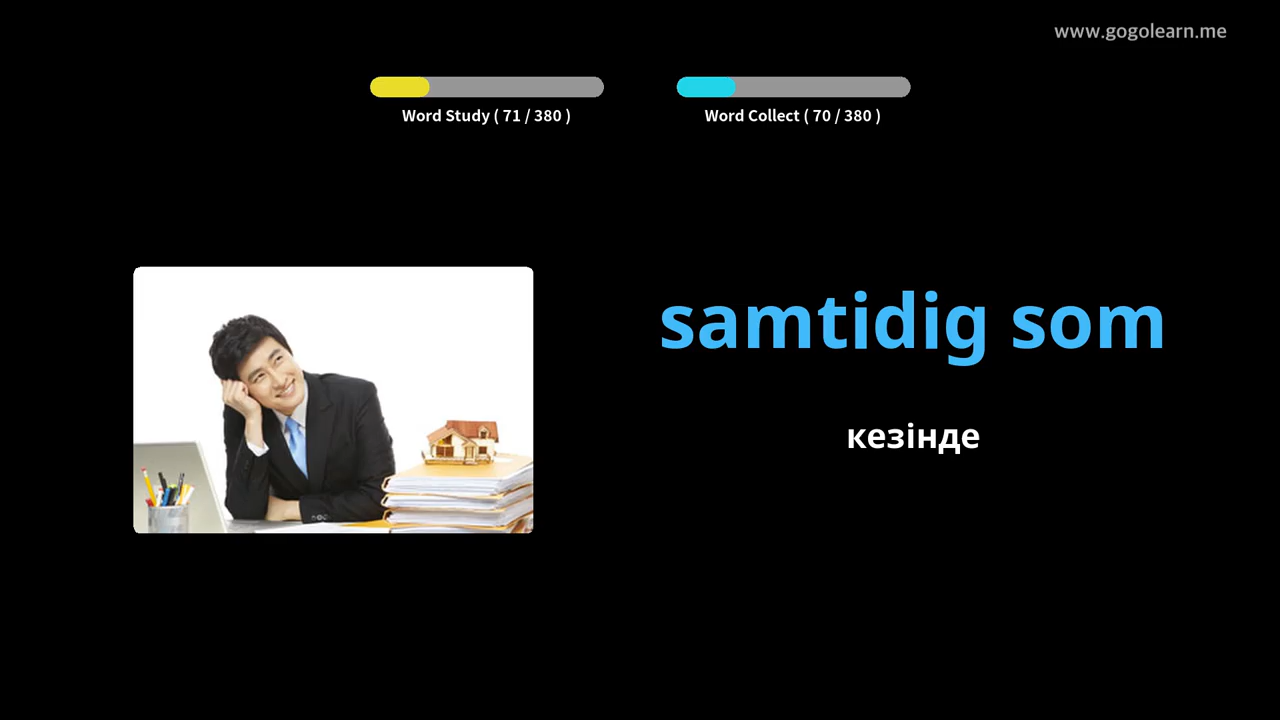 www.gogolearn.me
Word Study ( 71 / 380 )
Word Collect ( 70 / 380 )
samtidig som
кезінде